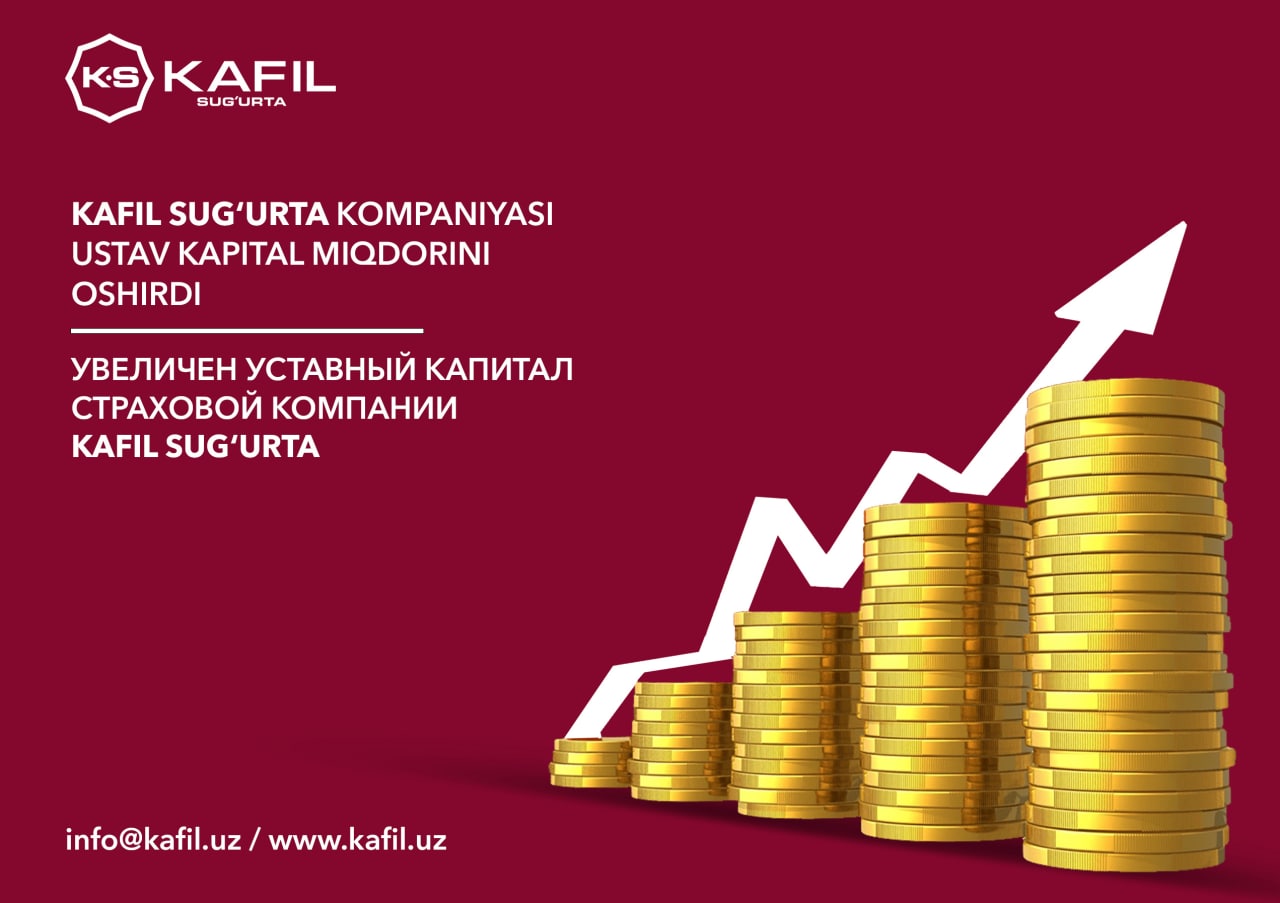 K·S KAFIL
SUG'URTA
KAFIL SUG‘URTA KOMPANIYASI
USTAV KAPITAL MIQDORINI
OSHIRDI
УВЕЛИЧЕН УСТАВНЫЙ КАПИТАЛ
СТРАХОВОЙ КОМПАНИИ
KAFIL SUG‘URTA
info@kafil.uz / www.kafil.uz